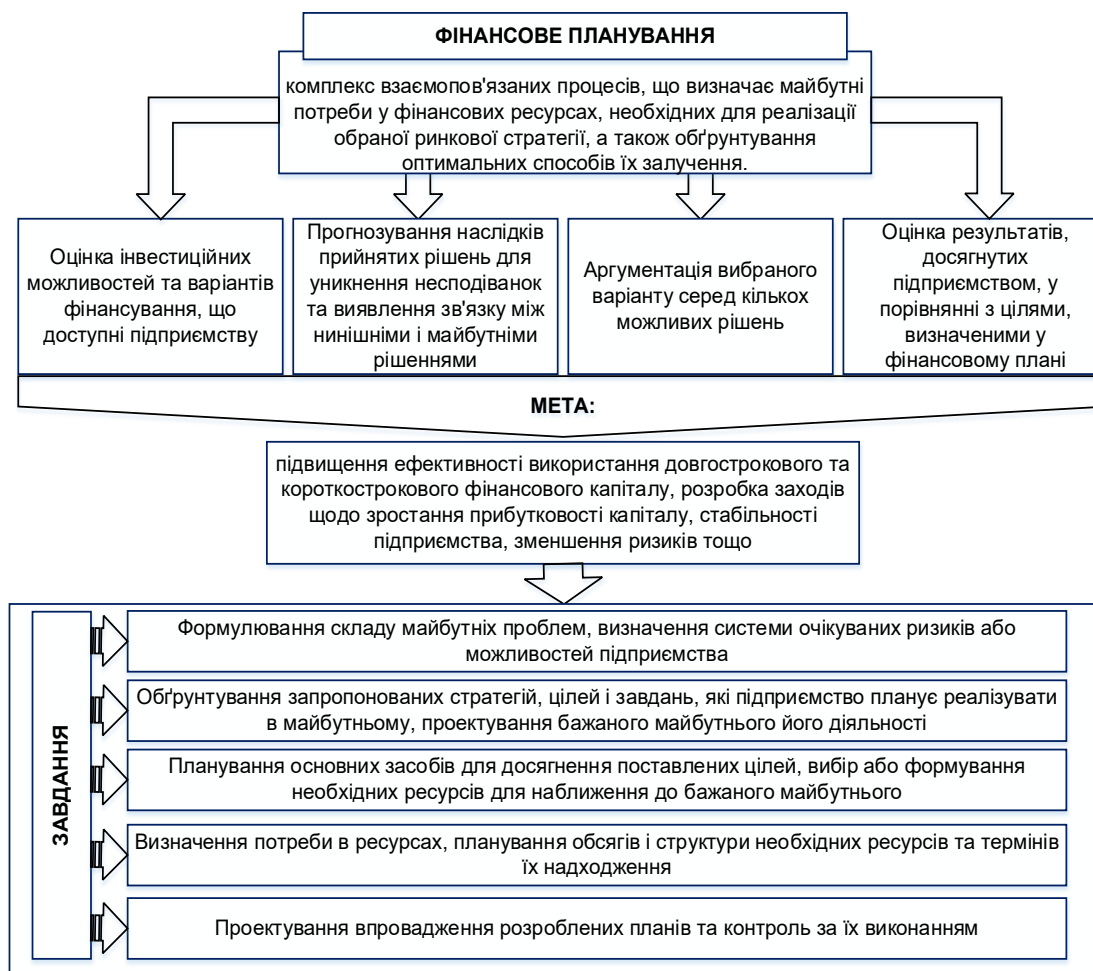 ФІНАНСОВЕ ПЛАНУВАННЯ
комплекс взаємопов'язаних процесів, що визначає майбутні
потреби у фінансових ресурсах, необхідних для реалізації
обраної ринкової стратегії, а також обґрунтування
оптимальних способів їх залучення.
Оцінка інвестиційних
можливостей та варіантів
фінансування, що
доступні підприємству
Прогнозування наслідків
прийнятих рішень для
уникнення несподіванок
та виявлення зв'язку між
нинішніми і майбутніми
рішеннями
Аргументація вибраного
варіанту серед кількох
можливих рішень
Оцінка результатів,
досягнутих
підприємством, у
порівнянні з цілями,
визначеними у
фінансовому плані
МЕТА:
підвищення ефективності використання довгострокового та
короткострокового фінансового капіталу, розробка заходів
щодо зростання прибутковості капіталу, стабільності
підприємства, зменшення ризиків тощо
ЗАВДАННЯ
Формулювання складу майбутніх проблем, визначення системи очікуваних ризиків або
можливостей підприємства
Обґрунтування запропонованих стратегій, цілей і завдань, які підприємство планує реалізувати
в майбутньому, проектування бажаного майбутнього його діяльності
Планування основних засобів для досягнення поставлених цілей, вибір або формування
необхідних ресурсів для наближення до бажаного майбутнього
Визначення потреби в ресурсах, планування обсягів і структури необхідних ресурсів та термінів
їх надходження
Проектування впровадження розроблених планів та контроль за їх виконанням